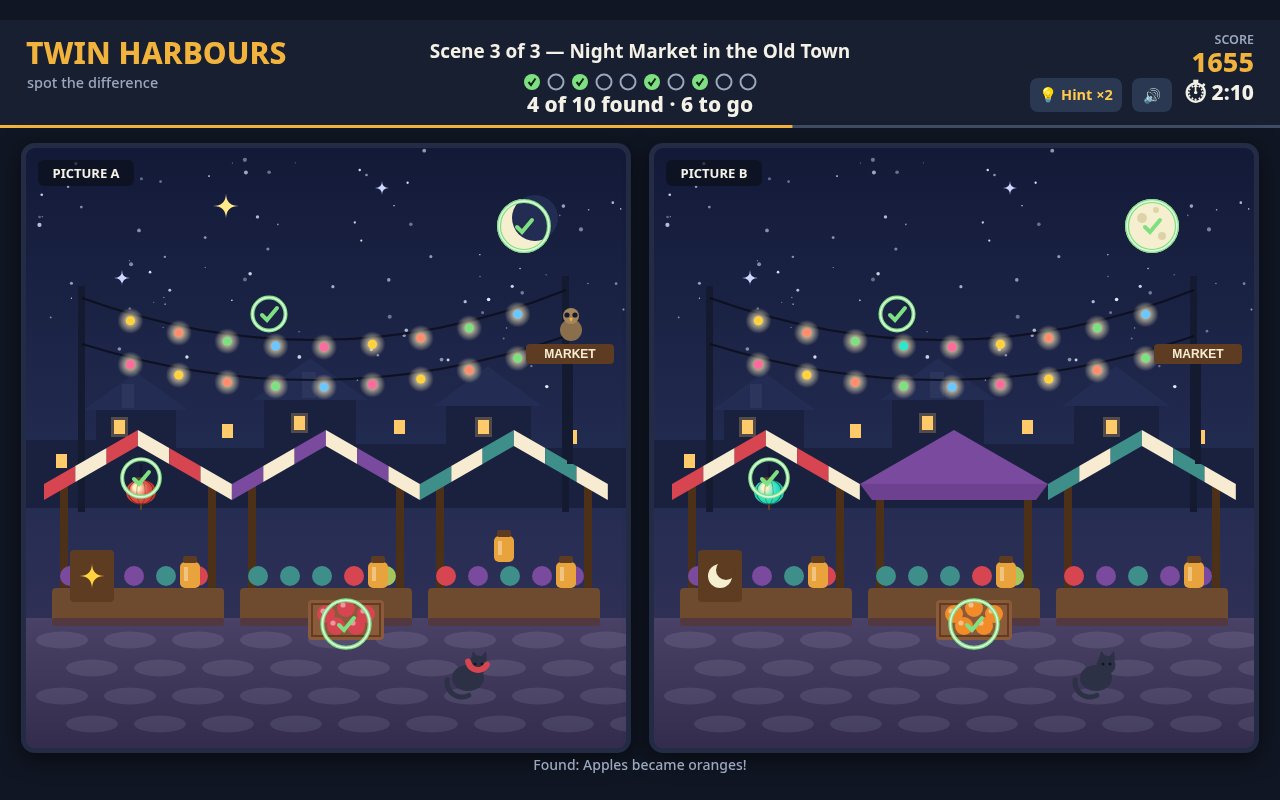 TWIN HARBOURS
spot the difference
Scene 3 of 3 — Night Market in the Old Town
4 of 10 found · 6 to go
SCORE
1655
💡 Hint ×2
🔊
⏱ 2:10
PICTURE A
PICTURE B
MARKET
MARKET
Found: Apples became oranges!